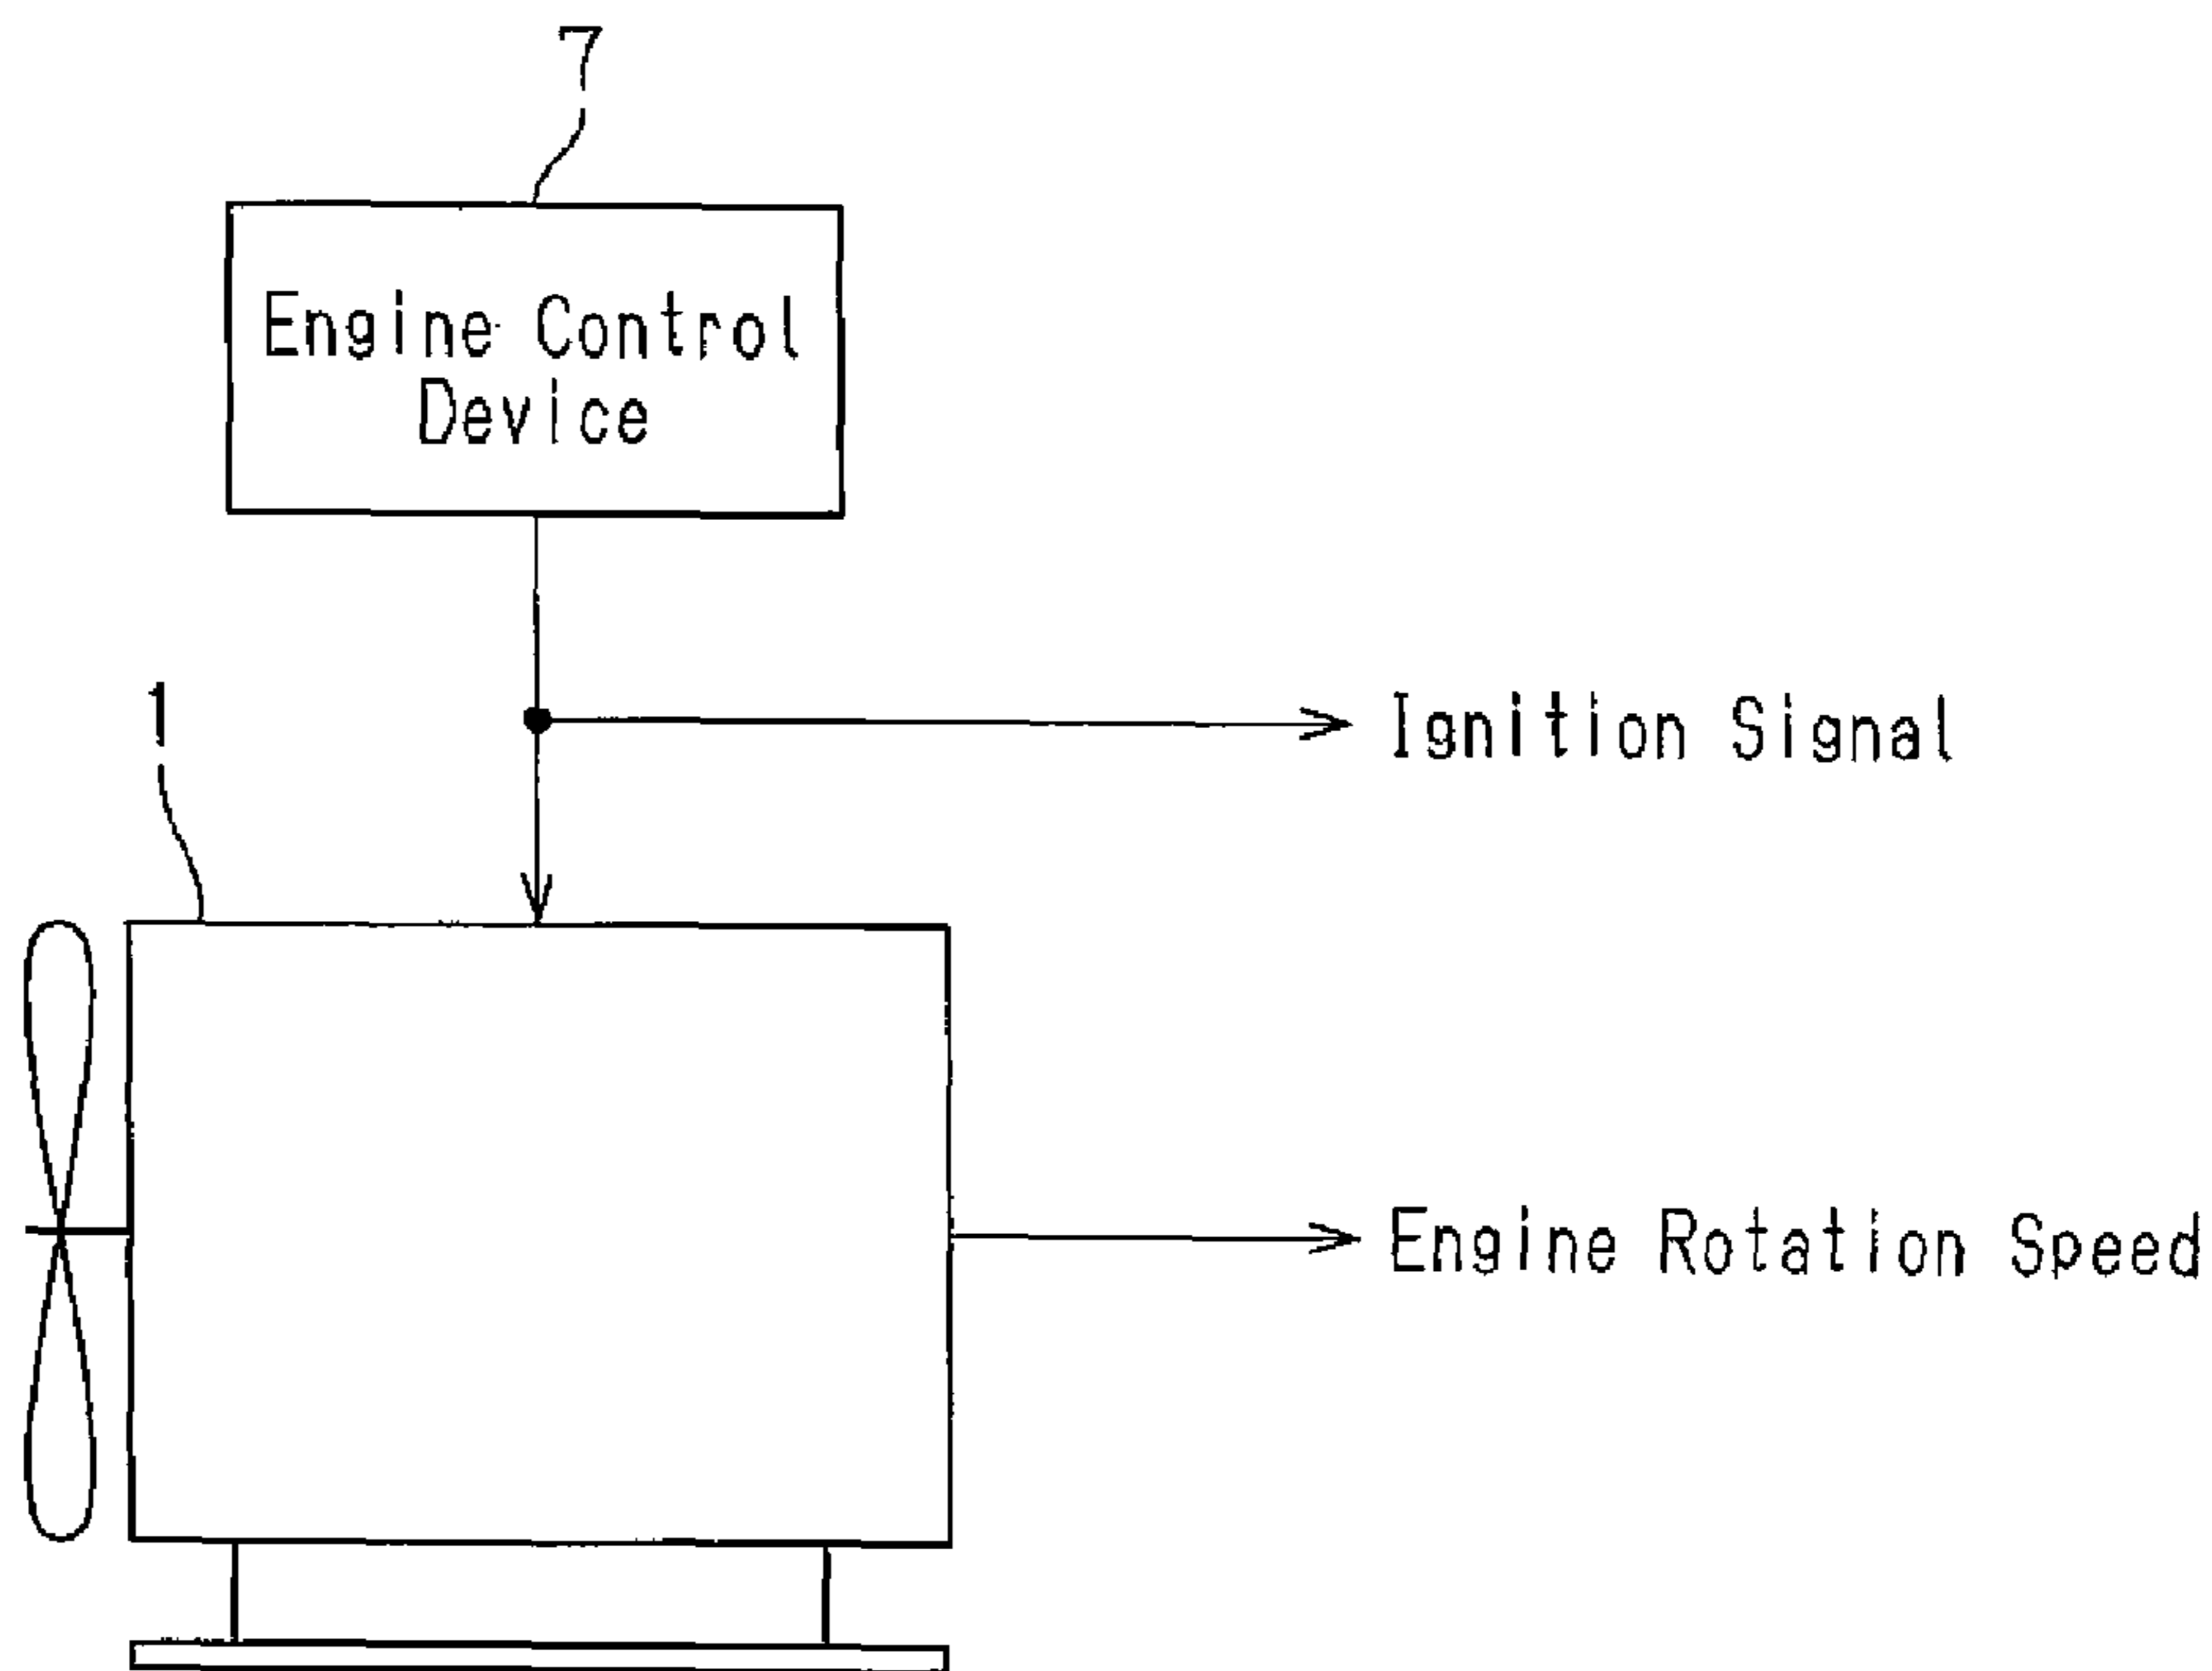 7
Engine Control
Device
1
Ignition Signal
Engine Rotation Speed